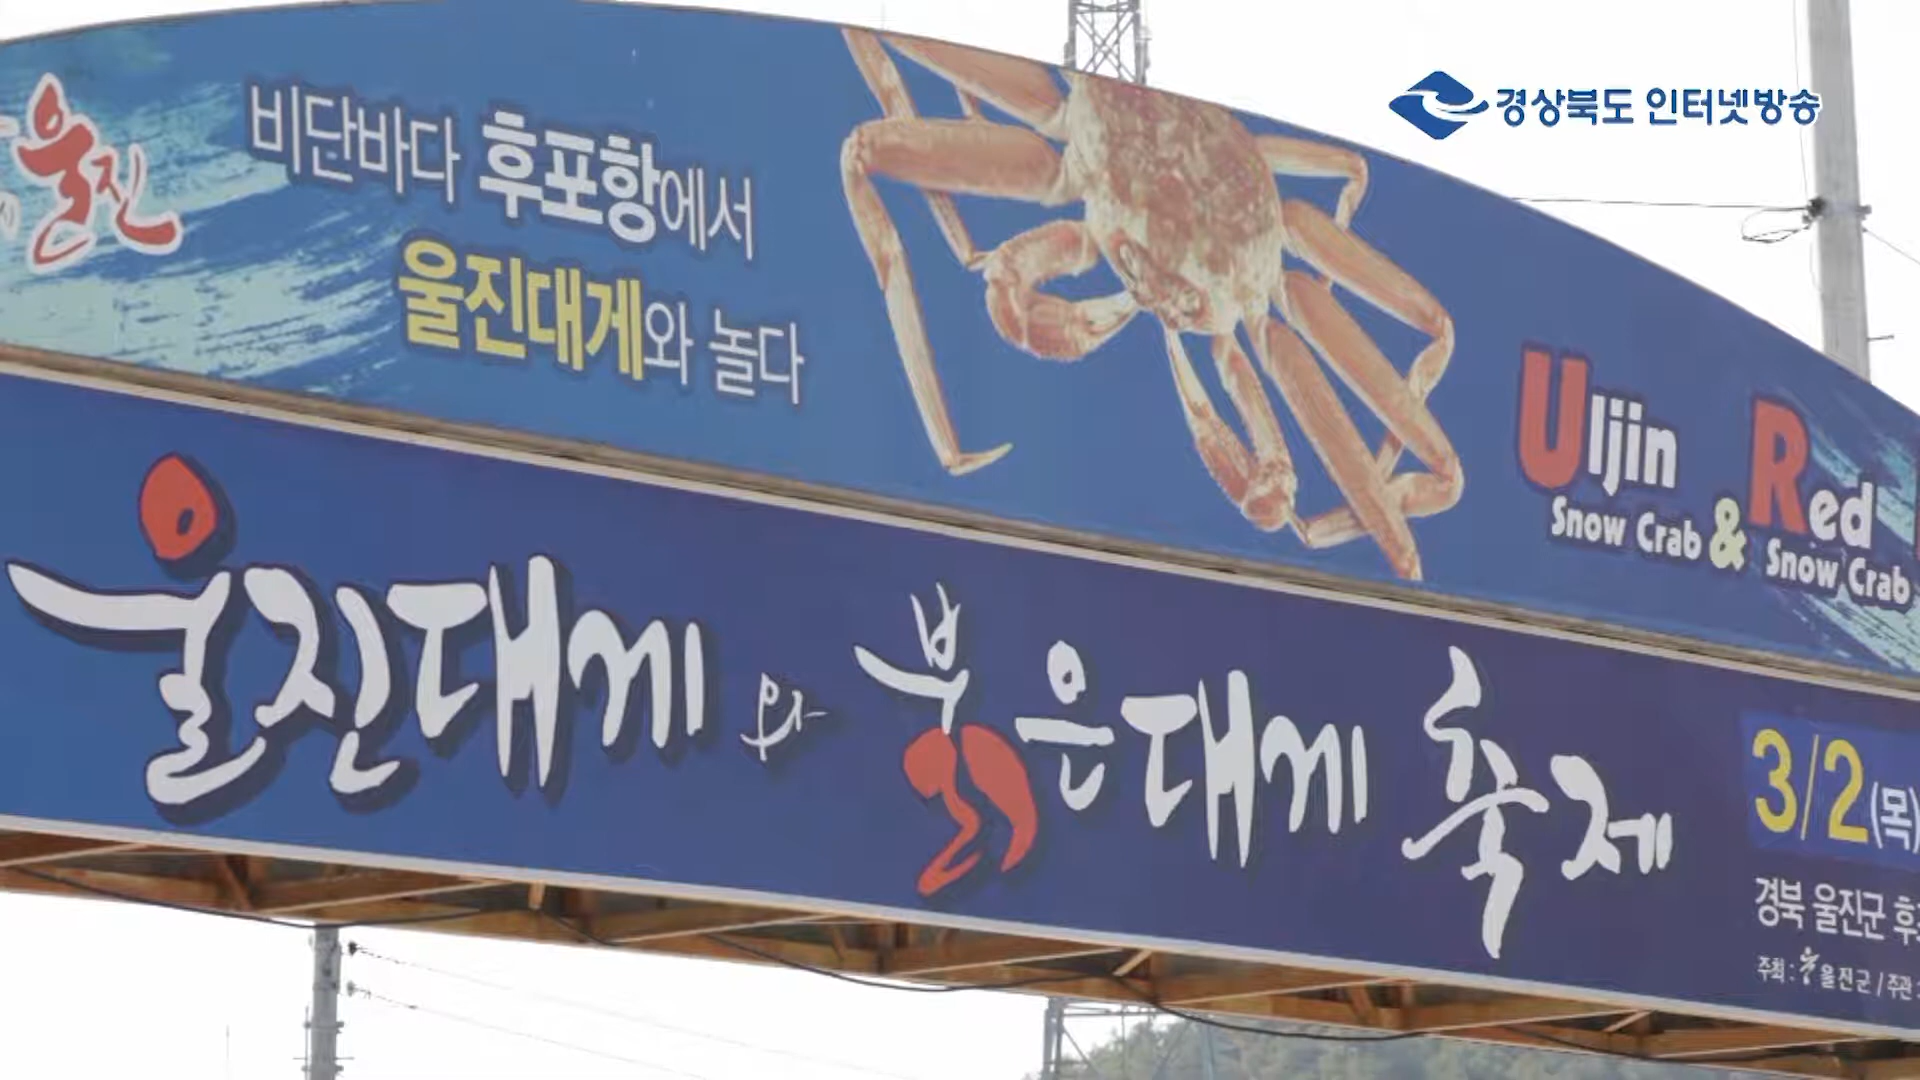 경상북도 인터넷방송
울진
비단바다 후포항에서
울진대게와 놀다
Uljin
Snow Crab & Red
Snow Crab
울진대게와 붉은대게 축제
3/2(목)
경북 울진군
주최: 울진군 / 주관: